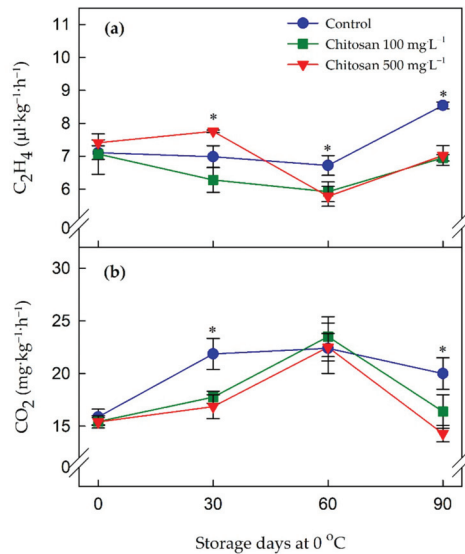 11
(a)
Control
10
Chitosan 100 mg L⁻¹
9
Chitosan 500 mg L⁻¹
8
7
6
0
C₂H₄ (µl·kg⁻¹·h⁻¹)
*
*
*
30
(b)
25
20
15
0
CO₂ (mg·kg⁻¹·h⁻¹)
*
*
0
30
60
90
Storage days at 0 °C